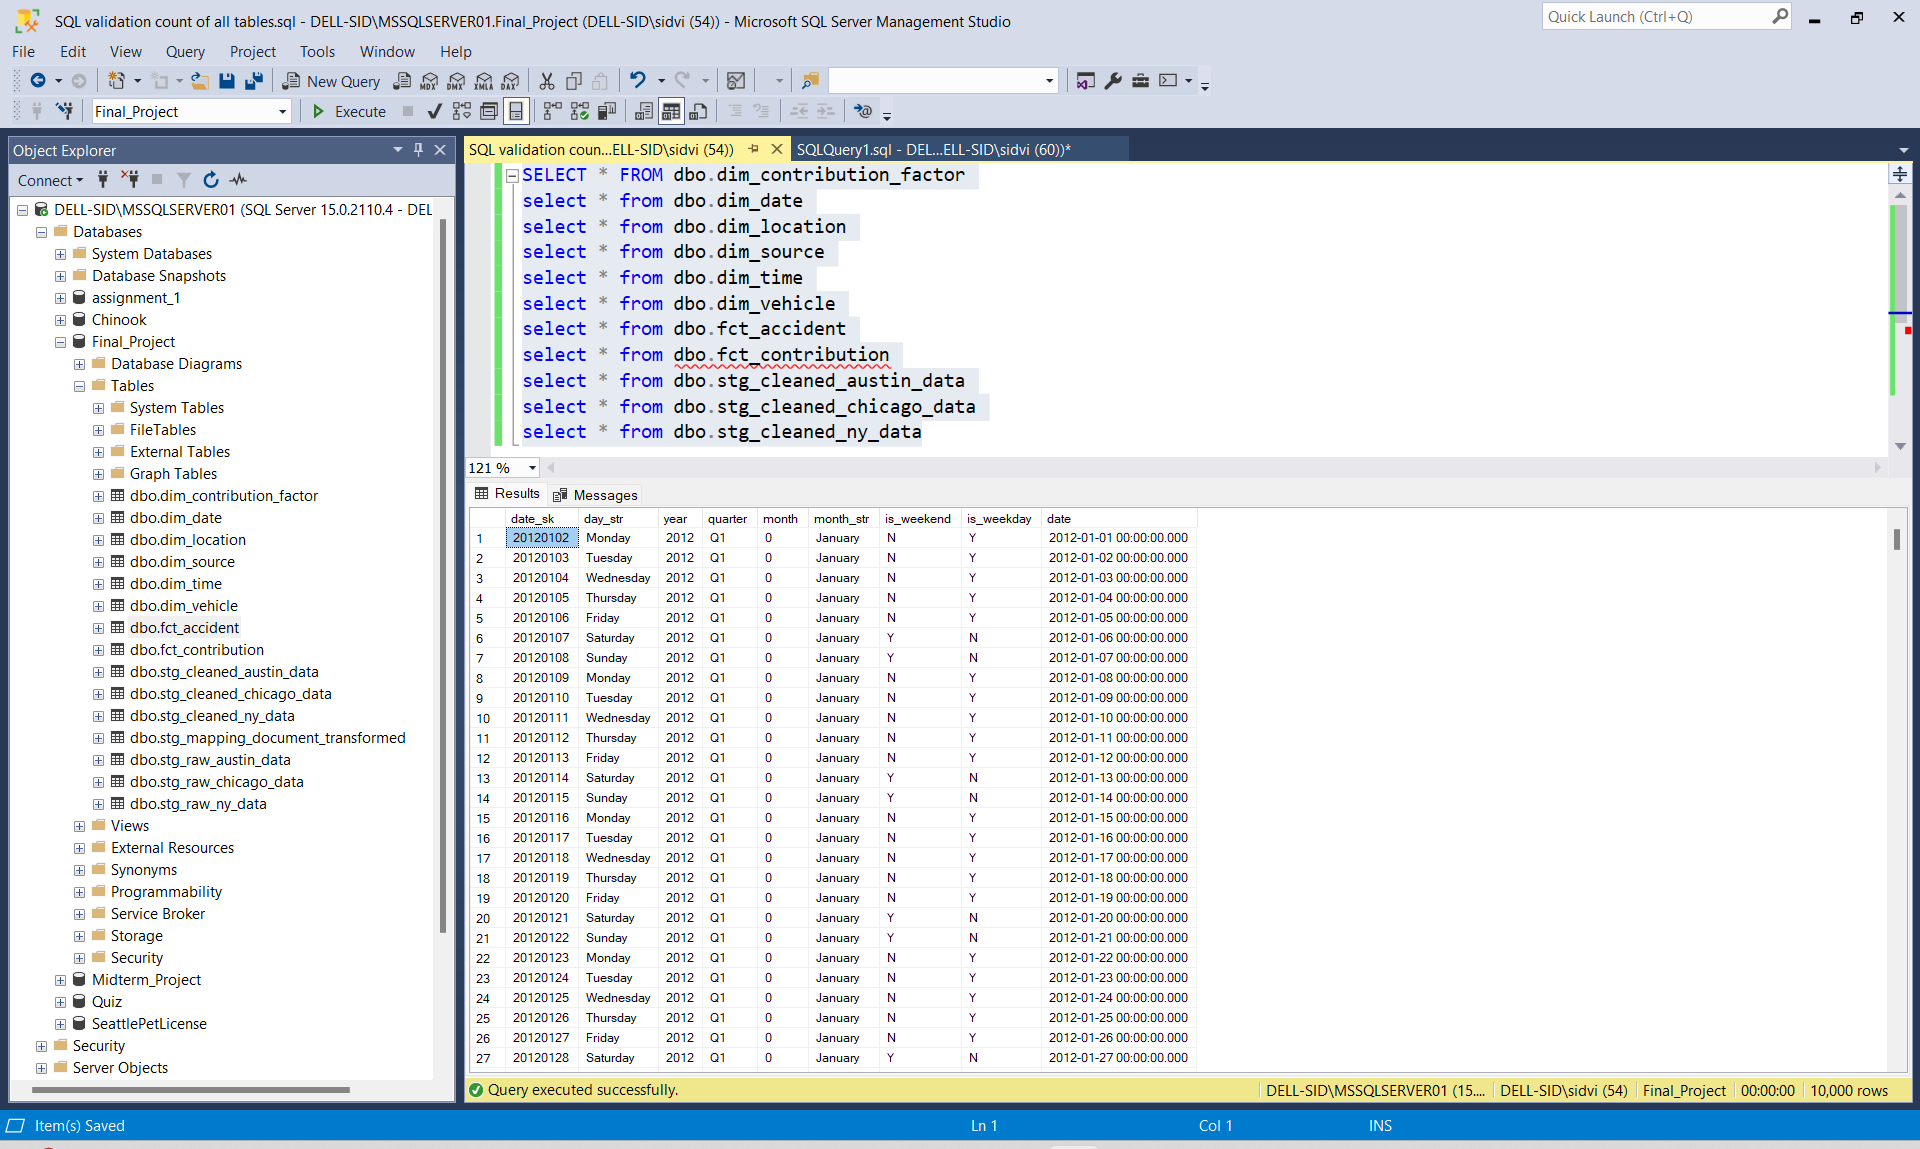 SQL validation count of all tables.sql - DELL-SID\MSSQLSERVER01.Final_Project (DELL-SID\sidvi (54)) - Microsoft SQL Server Management Studio
Quick Launch (Ctrl+Q)
File Edit View Query Project Tools Window Help
New Query MDX DMX XMLA DAX
Final_Project Execute
Object Explorer
Connect
DELL-SID\MSSQLSERVER01 (SQL Server 15.0.2110.4 - DEL
Databases
System Databases
Database Snapshots
assignment_1
Chinook
Final_Project
Database Diagrams
Tables
System Tables
FileTables
External Tables
Graph Tables
dbo.dim_contribution_factor
dbo.dim_date
dbo.dim_location
dbo.dim_source
dbo.dim_time
dbo.dim_vehicle
dbo.fct_accident
dbo.fct_contribution
dbo.stg_cleaned_austin_data
dbo.stg_cleaned_chicago_data
dbo.stg_cleaned_ny_data
dbo.stg_mapping_document_transformed
dbo.stg_raw_austin_data
dbo.stg_raw_chicago_data
dbo.stg_raw_ny_data
Views
External Resources
Synonyms
Programmability
Service Broker
Storage
Security
Midterm_Project
Quiz
SeattlePetLicense
Security
Server Objects
SQL validation coun...ELL-SID\sidvi (54)) SQLQuery1.sql - DEL...ELL-SID\sidvi (60))*
SELECT * FROM dbo.dim_contribution_factor
select * from dbo.dim_date
select * from dbo.dim_location
select * from dbo.dim_source
select * from dbo.dim_time
select * from dbo.dim_vehicle
select * from dbo.fct_accident
select * from dbo.fct_contribution
select * from dbo.stg_cleaned_austin_data
select * from dbo.stg_cleaned_chicago_data
select * from dbo.stg_cleaned_ny_data
121 %
Results Messages
date_sk day_str year quarter month month_str is_weekend is_weekday date
1 20120102 Monday 2012 Q1 0 January N Y 2012-01-01 00:00:00.000
2 20120103 Tuesday 2012 Q1 0 January N Y 2012-01-02 00:00:00.000
3 20120104 Wednesday 2012 Q1 0 January N Y 2012-01-03 00:00:00.000
4 20120105 Thursday 2012 Q1 0 January N Y 2012-01-04 00:00:00.000
5 20120106 Friday 2012 Q1 0 January N Y 2012-01-05 00:00:00.000
6 20120107 Saturday 2012 Q1 0 January Y N 2012-01-06 00:00:00.000
7 20120108 Sunday 2012 Q1 0 January Y N 2012-01-07 00:00:00.000
8 20120109 Monday 2012 Q1 0 January N Y 2012-01-08 00:00:00.000
9 20120110 Tuesday 2012 Q1 0 January N Y 2012-01-09 00:00:00.000
10 20120111 Wednesday 2012 Q1 0 January N Y 2012-01-10 00:00:00.000
11 20120112 Thursday 2012 Q1 0 January N Y 2012-01-11 00:00:00.000
12 20120113 Friday 2012 Q1 0 January N Y 2012-01-12 00:00:00.000
13 20120114 Saturday 2012 Q1 0 January Y N 2012-01-13 00:00:00.000
14 20120115 Sunday 2012 Q1 0 January Y N 2012-01-14 00:00:00.000
15 20120116 Monday 2012 Q1 0 January N Y 2012-01-15 00:00:00.000
16 20120117 Tuesday 2012 Q1 0 January N Y 2012-01-16 00:00:00.000
17 20120118 Wednesday 2012 Q1 0 January N Y 2012-01-17 00:00:00.000
18 20120119 Thursday 2012 Q1 0 January N Y 2012-01-18 00:00:00.000
19 20120120 Friday 2012 Q1 0 January N Y 2012-01-19 00:00:00.000
20 20120121 Saturday 2012 Q1 0 January Y N 2012-01-20 00:00:00.000
21 20120122 Sunday 2012 Q1 0 January Y N 2012-01-21 00:00:00.000
22 20120123 Monday 2012 Q1 0 January N Y 2012-01-22 00:00:00.000
23 20120124 Tuesday 2012 Q1 0 January N Y 2012-01-23 00:00:00.000
24 20120125 Wednesday 2012 Q1 0 January N Y 2012-01-24 00:00:00.000
25 20120126 Thursday 2012 Q1 0 January N Y 2012-01-25 00:00:00.000
26 20120127 Friday 2012 Q1 0 January N Y 2012-01-26 00:00:00.000
27 20120128 Saturday 2012 Q1 0 January Y N 2012-01-27 00:00:00.000
Query executed successfully. DELL-SID\MSSQLSERVER01 (15.... DELL-SID\sidvi (54) Final_Project 00:00:00 10,000 rows
Item(s) Saved Ln 1 Col 1 INS